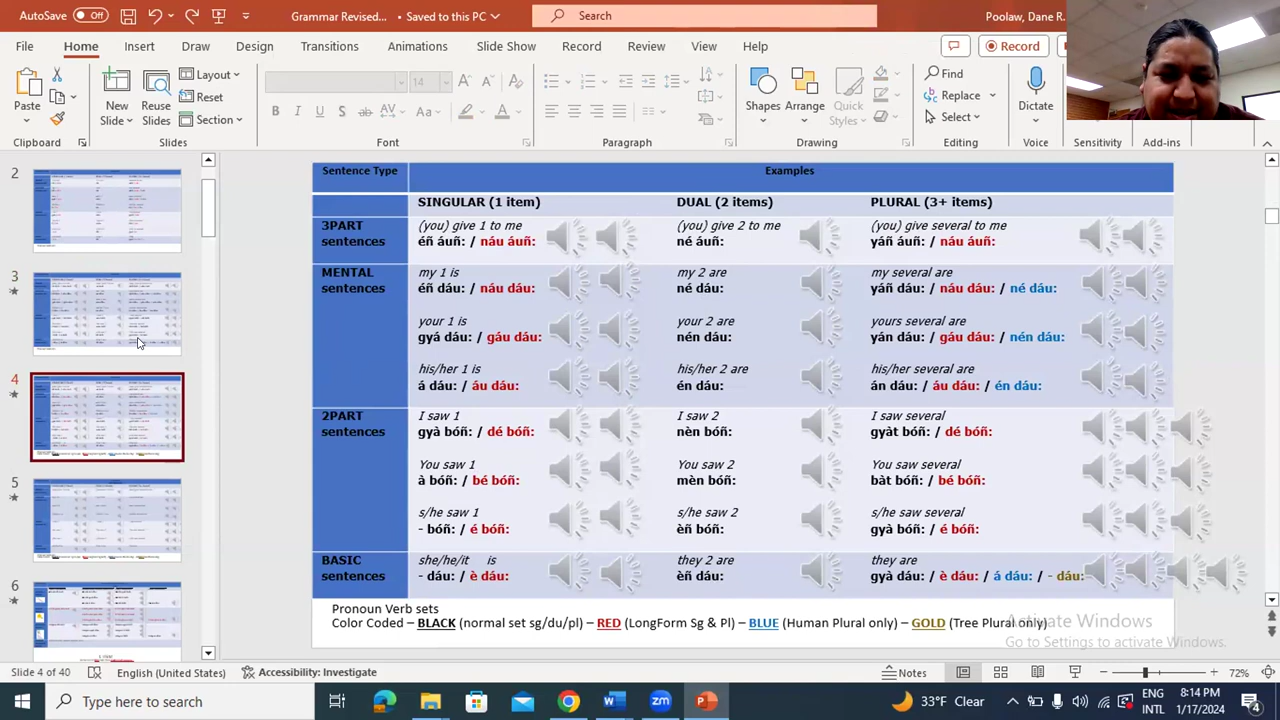 AutoSave Off Grammar Revised... • Saved to this PC Search Poolaw, Dane R.
File Home Insert Draw Design Transitions Animations Slide Show Record Review View Help Record
Paste New Slide Reuse Slides Layout Reset Section 14 Shapes Arrange Quick Styles Find Replace Select Dictate
Clipboard Slides Font Paragraph Drawing Editing Voice Sensitivity Add-ins
2
3
4
5
6
Sentence Type Examples
SINGULAR (1 item) DUAL (2 items) PLURAL (3+ items)
3PART (you) give 1 to me (you) give 2 to me (you) give several to me
sentences éñ áuñ: / náu áuñ: né áuñ: yáñ áuñ: / náu áuñ:
MENTAL my 1 is my 2 are my several are
sentences éñ dáu: / náu dáu: né dáu: yáñ dáu: / náu dáu: / né dáu:
your 1 is your 2 are yours several are
gyá dáu: / gáu dáu: nén dáu: yán dáu: / gáu dáu: / nén dáu:
his/her 1 is his/her 2 are his/her several are
á dáu: / áu dáu: én dáu: án dáu: / áu dáu: / én dáu:
2PART I saw 1 I saw 2 I saw several
sentences gyà bóñ: / dé bóñ: nèn bóñ: gyàt bóñ: / dé bóñ:
You saw 1 You saw 2 You saw several
à bóñ: / bé bóñ: mèn bóñ: bàt bóñ: / bé bóñ:
s/he saw 1 s/he saw 2 s/he saw several
- bóñ: / é bóñ: èñ bóñ: gyà bóñ: / é bóñ:
BASIC she/he/it is they 2 are they are
sentences - dáu: / è dáu: èñ dáu: gyà dáu: / è dáu: / á dáu: / - dáu:
Pronoun Verb sets
Color Coded – BLACK (normal set sg/du/pl) – RED (LongForm Sg & Pl) – BLUE (Human Plural only) – GOLD (Tree Plural only)
Activate Windows
Go to Settings to activate Windows.
Slide 4 of 40 English (United States) Accessibility: Investigate Notes 72%
Type here to search 33°F Clear ENG INTL 8:14 PM 1/17/2024 4